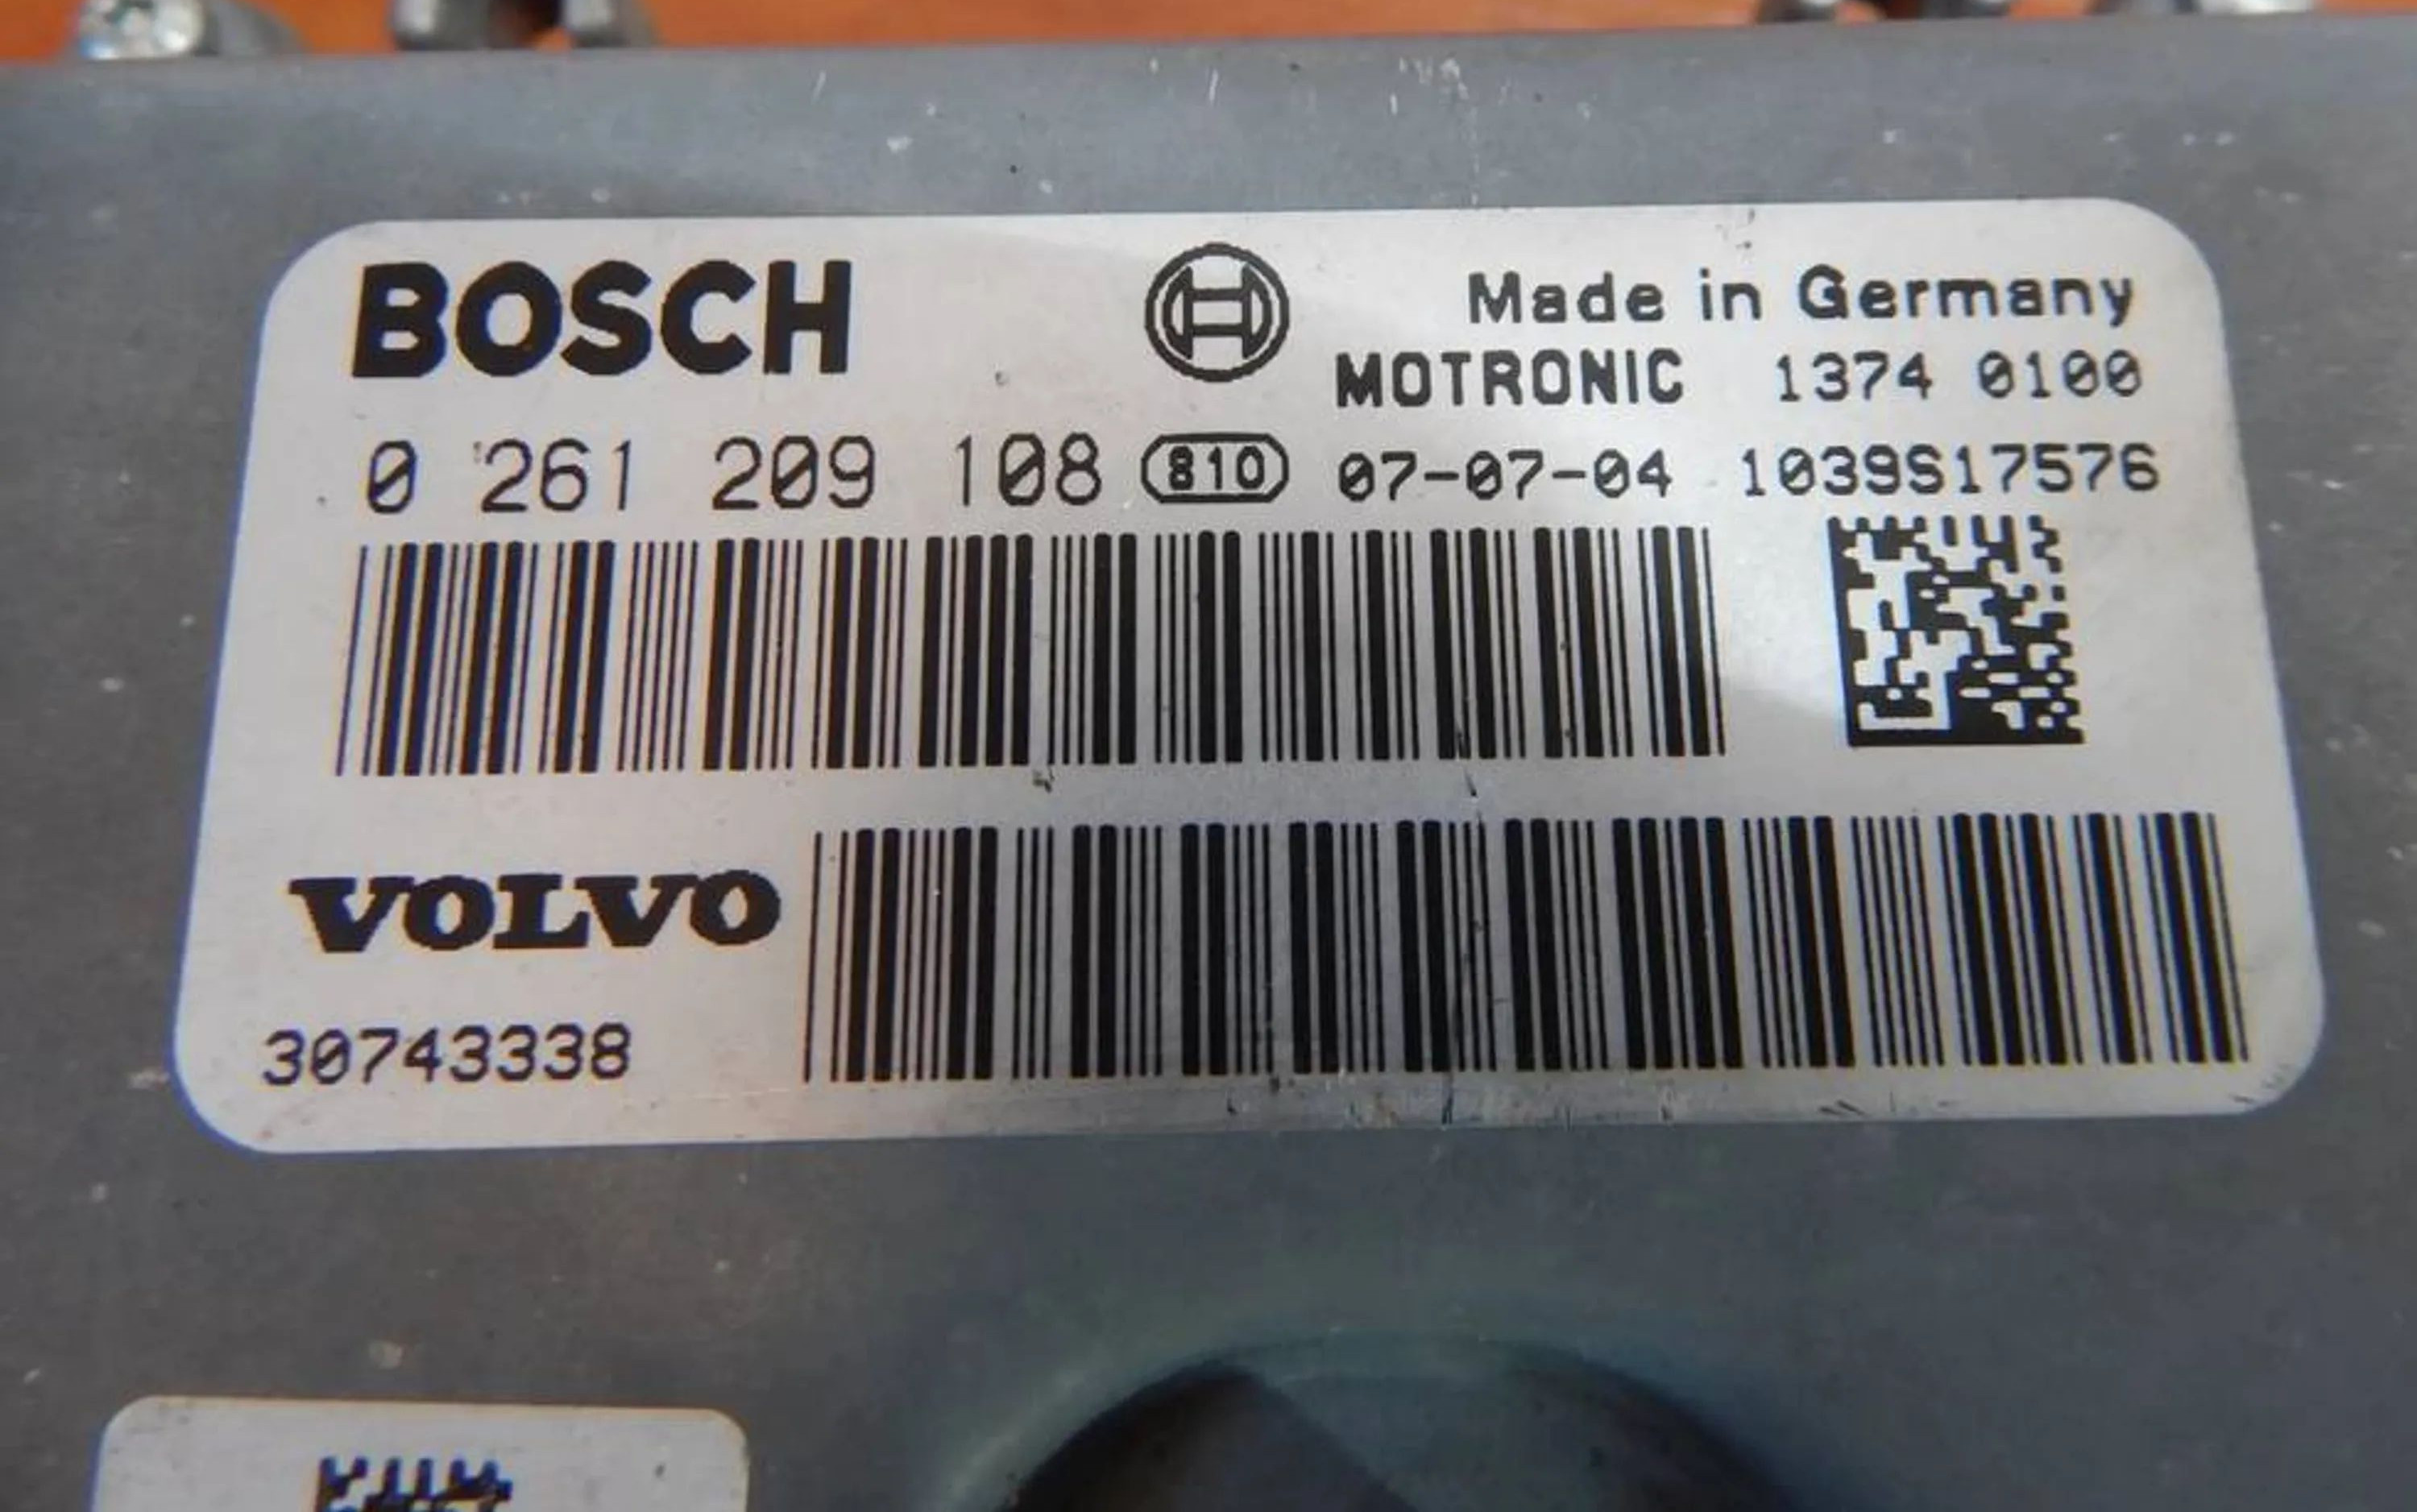 BOSCH
Made in Germany
MOTRONIC 1374 0100
0 261 209 108 810 07-07-04 1039S17576
VOLVO
30743338